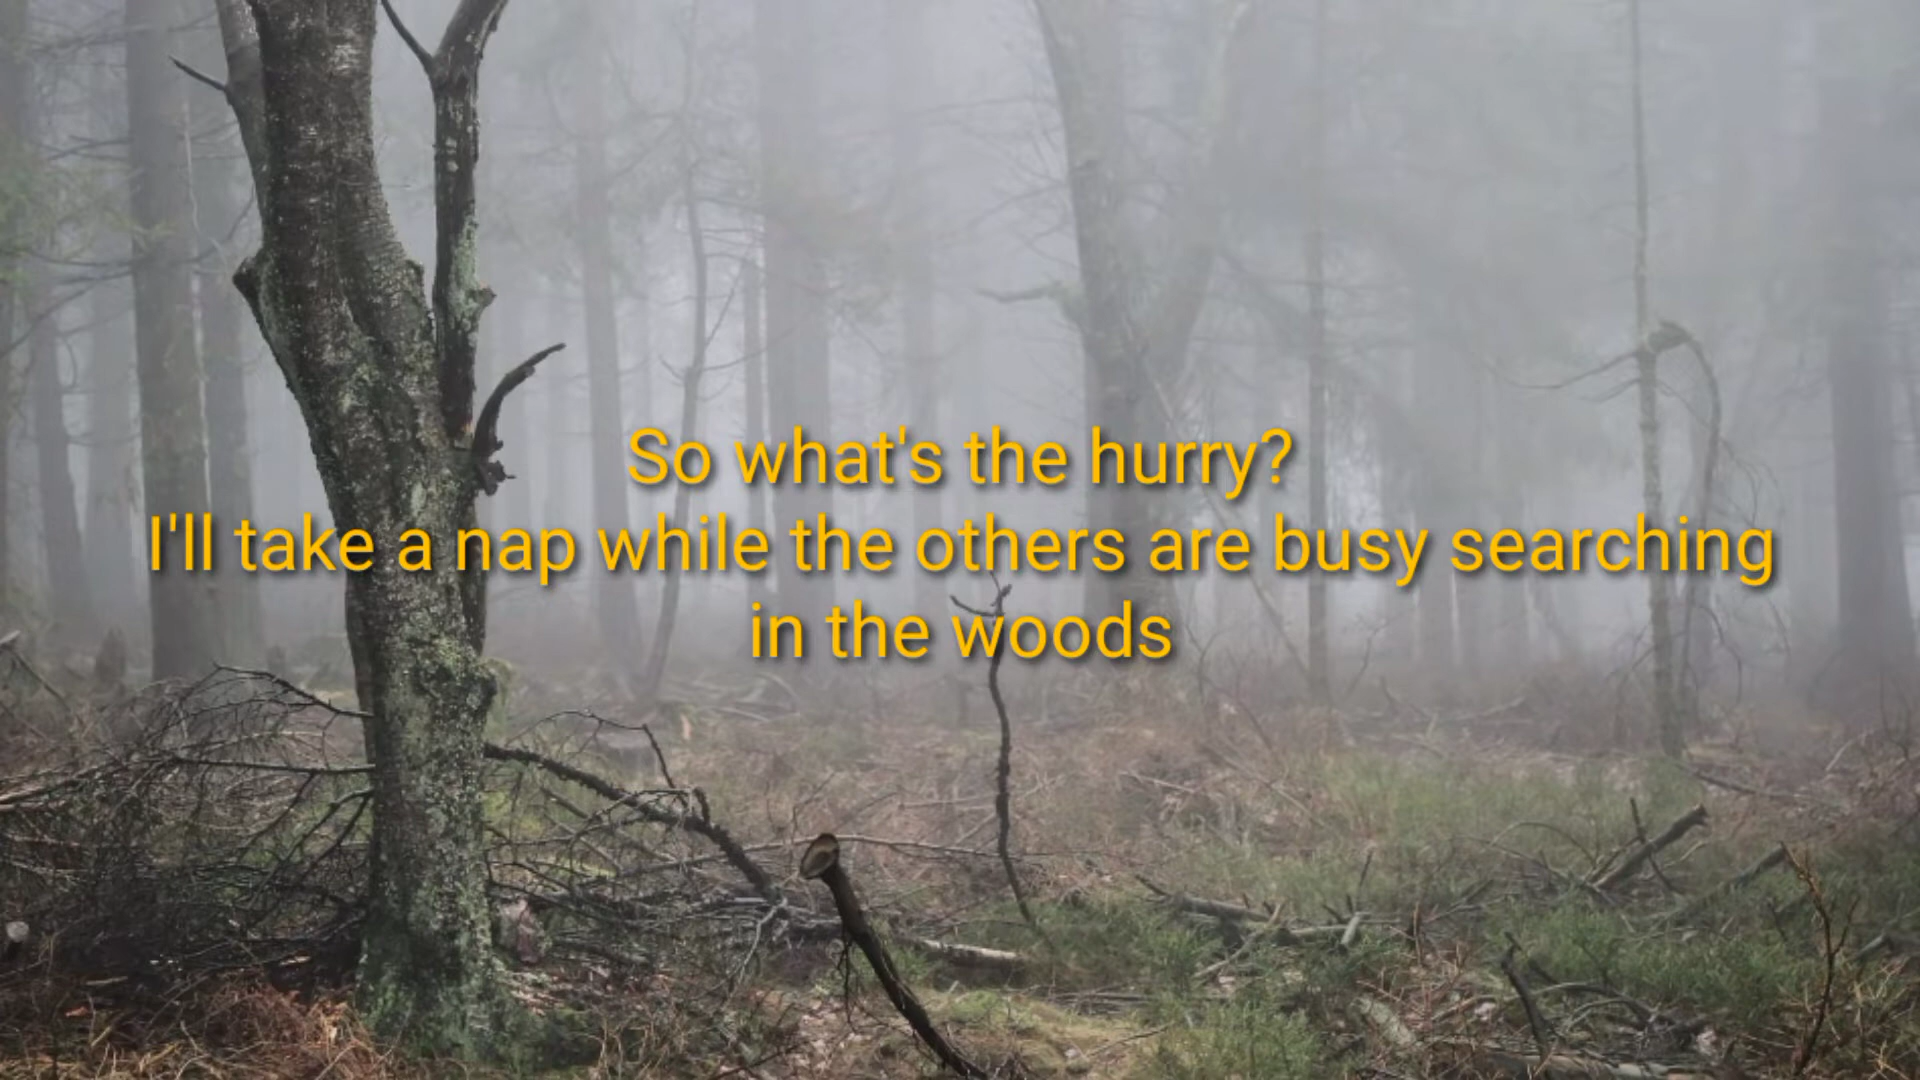 So what's the hurry?
I'll take a nap while the others are busy searching
in the woods